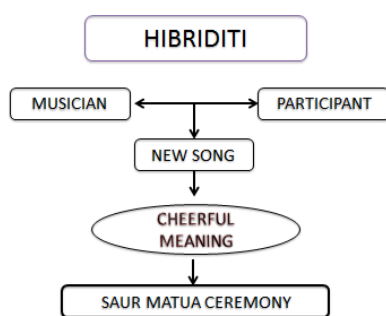 HIBRIDITI
MUSICIAN
PARTICIPANT
NEW SONG
CHEERFUL
MEANING
SAUR MATUA CEREMONY